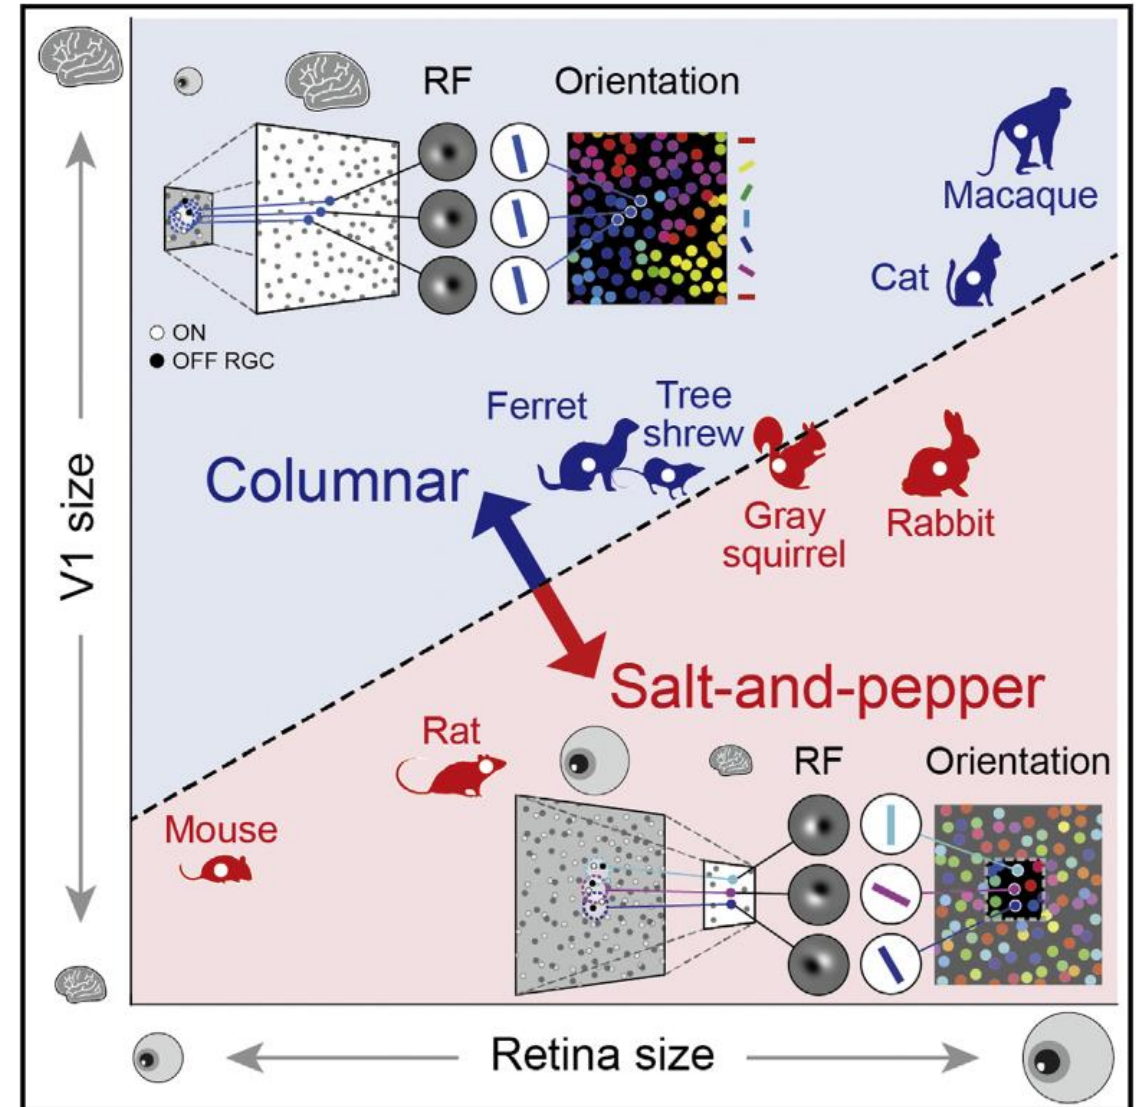 RF Orientation
Macaque
Cat
ON
OFF RGC
Ferret
Tree
shrew
Columnar
Gray
squirrel
Rabbit
Salt-and-pepper
Rat
Mouse
RF Orientation
V1 size
Retina size